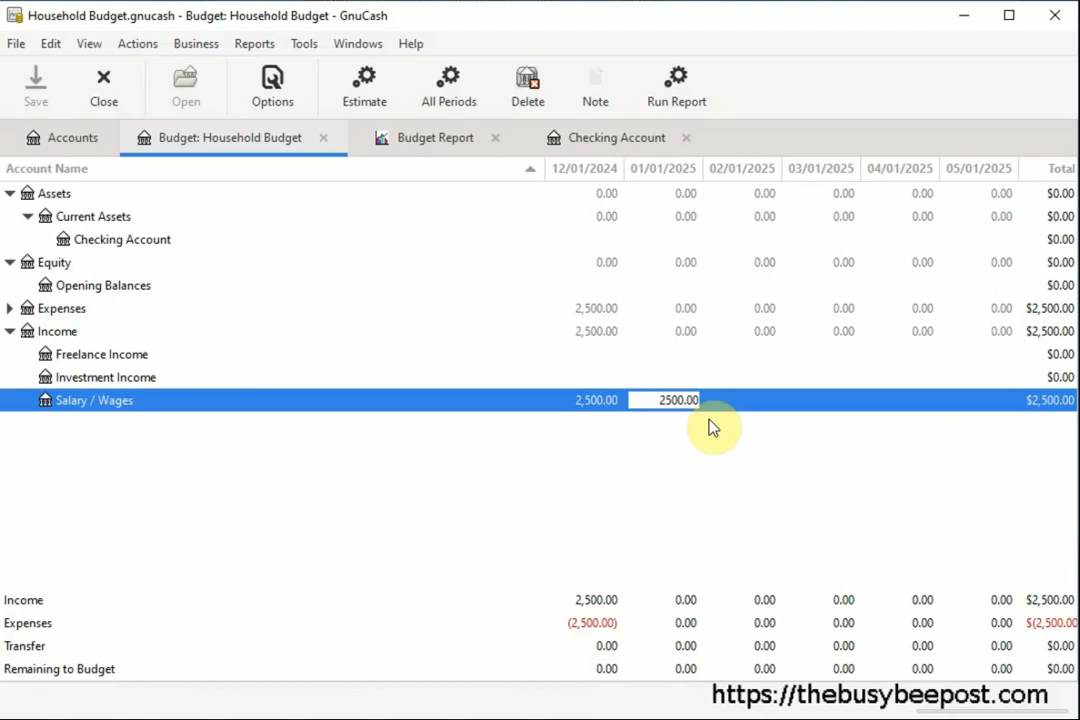 Household Budget.gnucash - Budget: Household Budget - GnuCash
File Edit View Actions Business Reports Tools Windows Help
Save Close Open Options Estimate All Periods Delete Note Run Report
Accounts Budget: Household Budget Budget Report Checking Account
Account Name 12/01/2024 01/01/2025 02/01/2025 03/01/2025 04/01/2025 05/01/2025 Total
Assets 0.00 0.00 0.00 0.00 0.00 0.00 $0.00
Current Assets 0.00 0.00 0.00 0.00 0.00 0.00 $0.00
Checking Account $0.00
Equity 0.00 0.00 0.00 0.00 0.00 0.00 $0.00
Opening Balances $0.00
Expenses 2,500.00 0.00 0.00 0.00 0.00 0.00 $2,500.00
Income 2,500.00 0.00 0.00 0.00 0.00 0.00 $2,500.00
Freelance Income $0.00
Investment Income $0.00
Salary / Wages 2,500.00 2500.00 $2,500.00
Income 2,500.00 0.00 0.00 0.00 0.00 0.00 $2,500.00
Expenses (2,500.00) 0.00 0.00 0.00 0.00 0.00 $(2,500.00
Transfer 0.00 0.00 0.00 0.00 0.00 0.00 $0.00
Remaining to Budget 0.00 0.00 0.00 0.00 0.00 0.00 $0.00
https://thebusybeepost.com